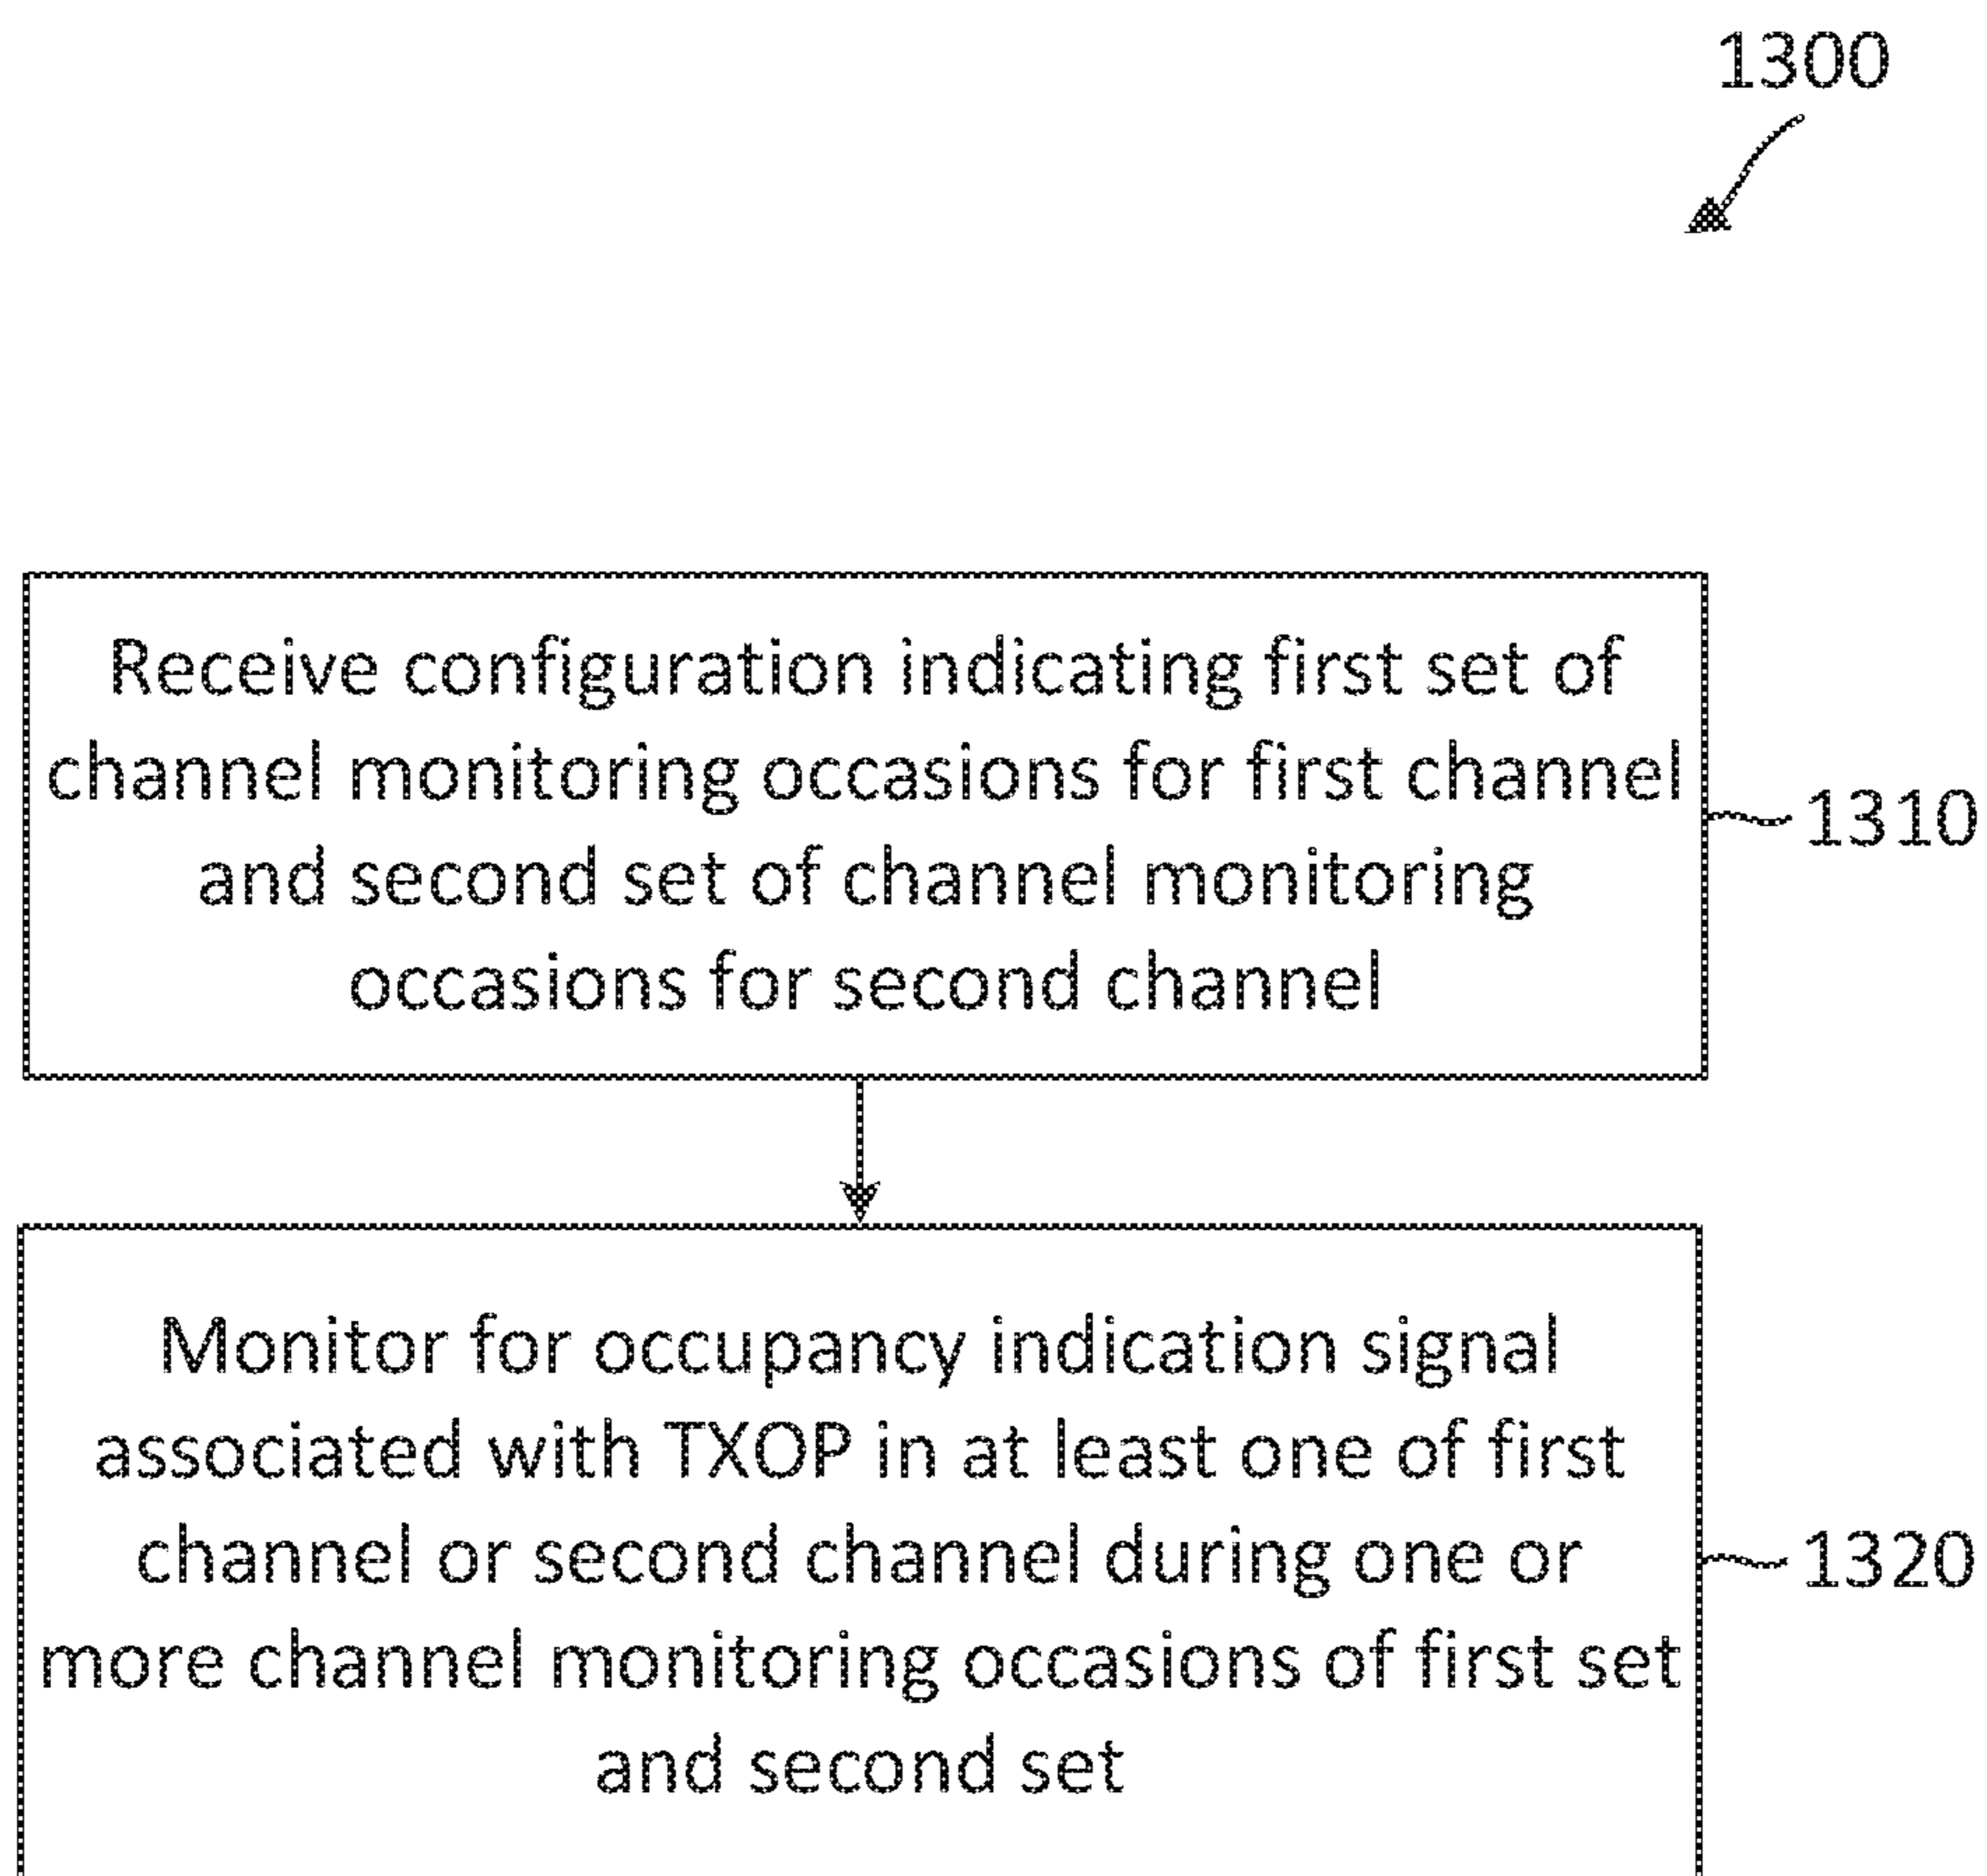 1300
Receive configuration indicating first set of
channel monitoring occasions for first channel
and second set of channel monitoring
occasions for second channel
1310
Monitor for occupancy indication signal
associated with TXOP in at least one of first
channel or second channel during one or
more channel monitoring occasions of first set
and second set
1320